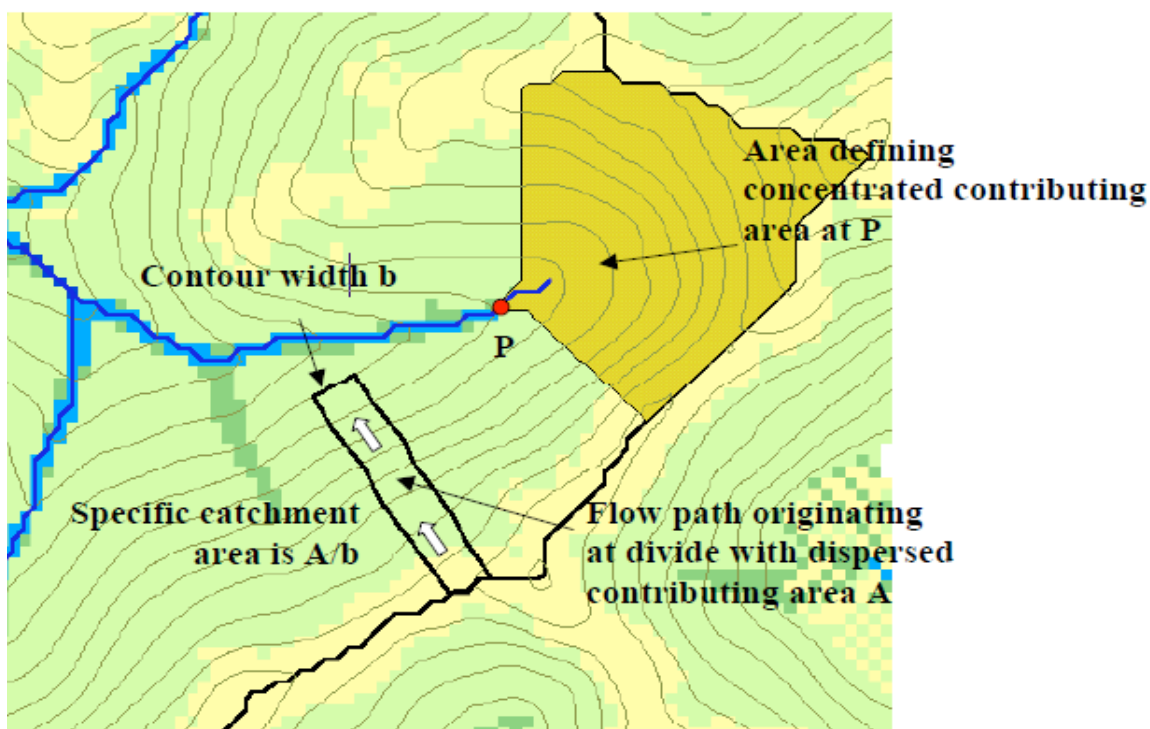 Area defining
concentrated contributing
area at P
Contour width b
P
Specific catchment
area is A/b
Flow path originating
at divide with dispersed
contributing area A